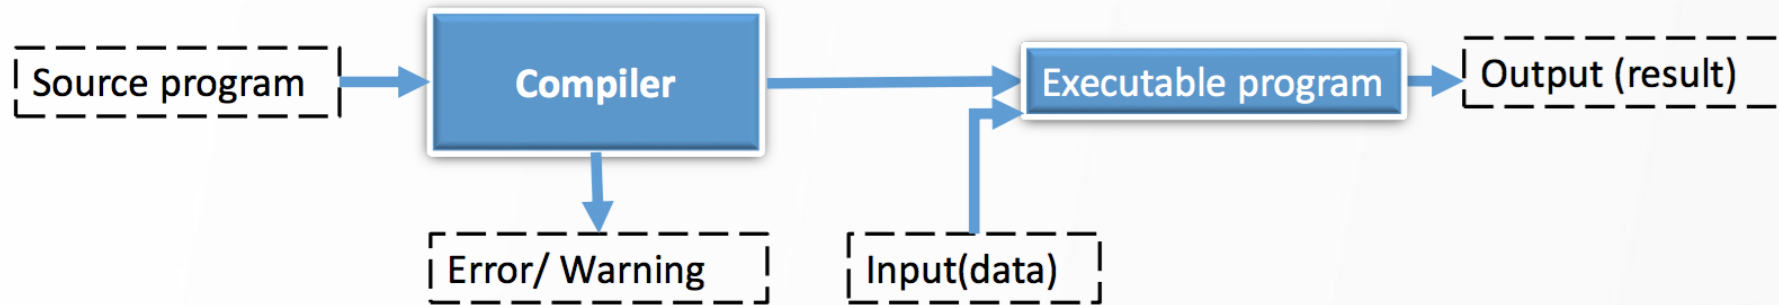 Source program
Compiler
Executable program
Output (result)
Error/ Warning
Input(data)